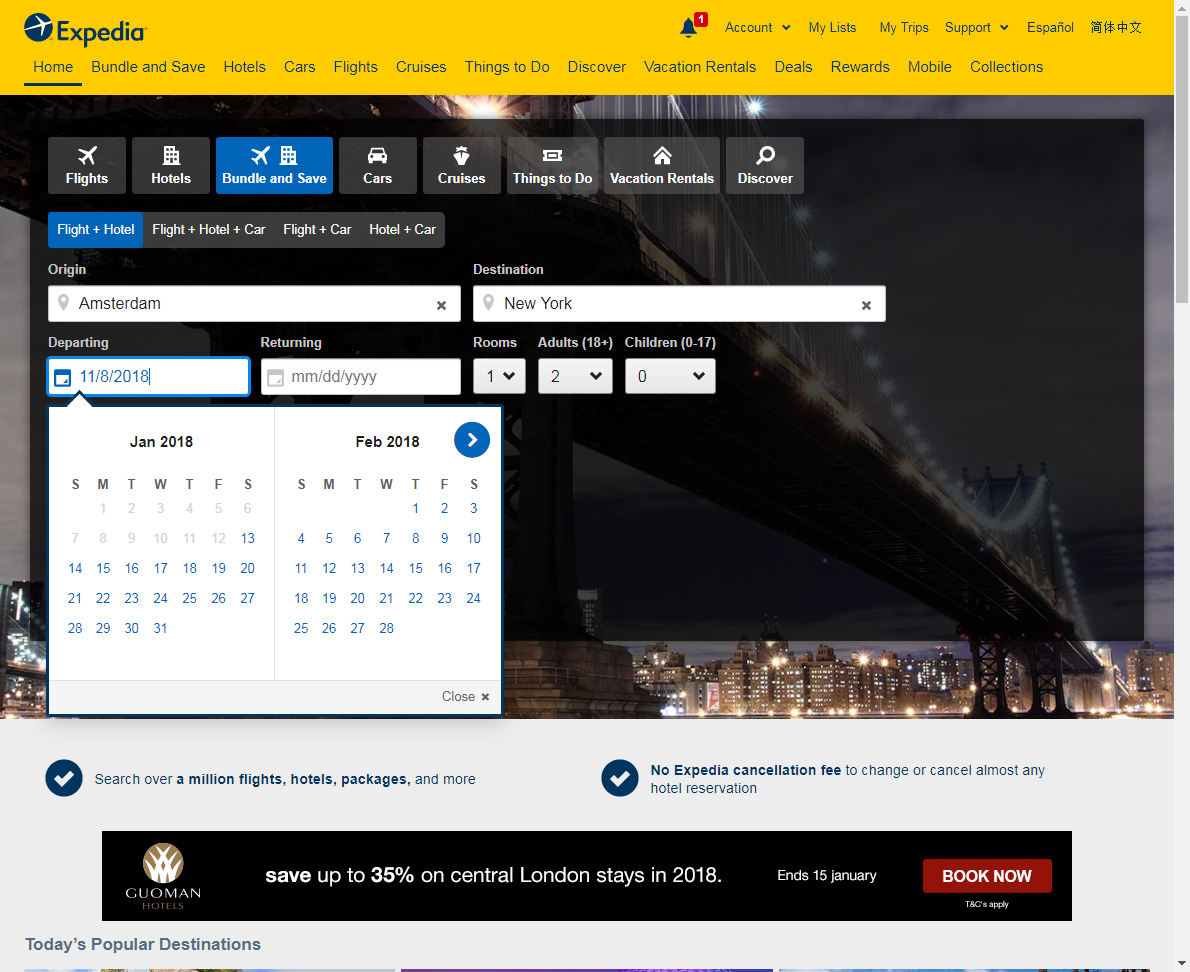 Expedia
1
Account
My Lists
My Trips
Support
Español
简体中文
Home
Bundle and Save
Hotels
Cars
Flights
Cruises
Things to Do
Discover
Vacation Rentals
Deals
Rewards
Mobile
Collections
Flights
Hotels
Bundle and Save
Cars
Cruises
Things to Do
Vacation Rentals
Discover
Flight + Hotel
Flight + Hotel + Car
Flight + Car
Hotel + Car
Origin
Destination
Amsterdam
New York
Departing
Returning
Rooms
Adults (18+)
Children (0-17)
11/8/2018
mm/dd/yyyy
1
2
0
Jan 2018
S M T W T F S
1 2 3 4 5 6
7 8 9 10 11 12 13
14 15 16 17 18 19 20
21 22 23 24 25 26 27
28 29 30 31
Feb 2018
S M T W T F S
1 2 3
4 5 6 7 8 9 10
11 12 13 14 15 16 17
18 19 20 21 22 23 24
25 26 27 28
Close
Search over a million flights, hotels, packages, and more
No Expedia cancellation fee to change or cancel almost any
hotel reservation
GUOMAN
HOTELS
save up to 35% on central London stays in 2018.
Ends 15 january
BOOK NOW
T&C's apply
Today's Popular Destinations